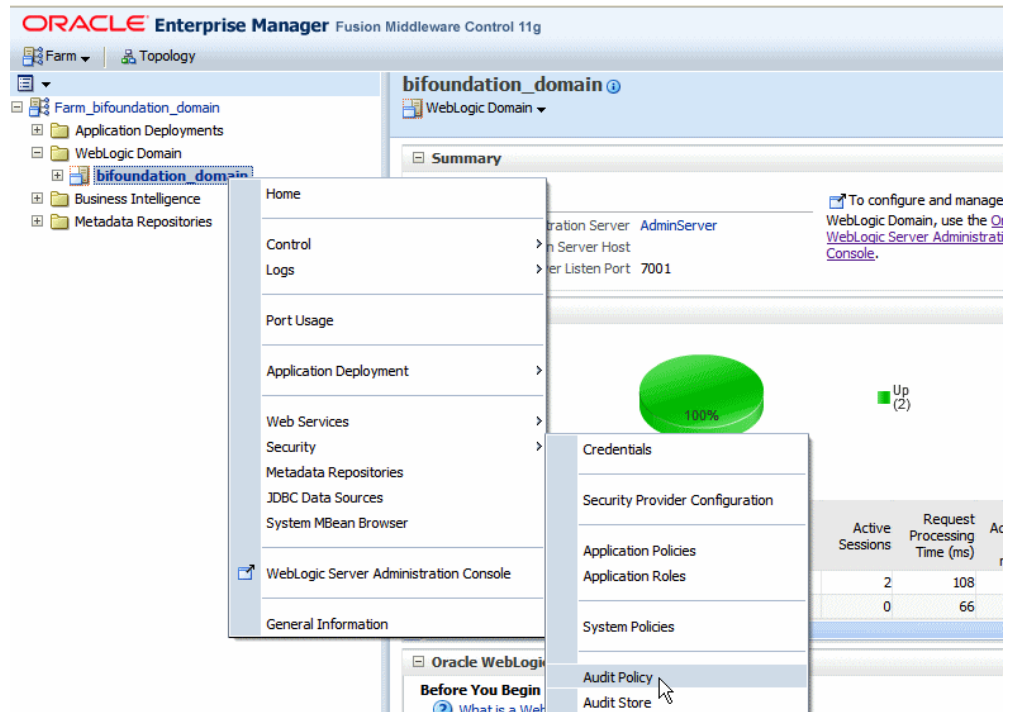 ORACLE Enterprise Manager Fusion Middleware Control 11g
Farm
Topology
Farm_bifoundation_domain
Application Deployments
WebLogic Domain
bifoundation_domain
Business Intelligence
Metadata Repositories
bifoundation_domain
WebLogic Domain
Summary
Server AdminServer
Server Host
Listen Port 7001
To configure and manage
WebLogic Domain, use the
WebLogic Server
Console.
100%
Up
(2)
Active
Sessions
Request
Processing
Time (ms)
2 108
0 66
Home
Control
Logs
Port Usage
Application Deployment
Web Services
Security
Metadata Repositories
JDBC Data Sources
System MBean Browser
WebLogic Server Administration Console
General Information
Credentials
Security Provider Configuration
Application Policies
Application Roles
System Policies
Audit Policy
Audit Store
Oracle
Before You Begin
What is a